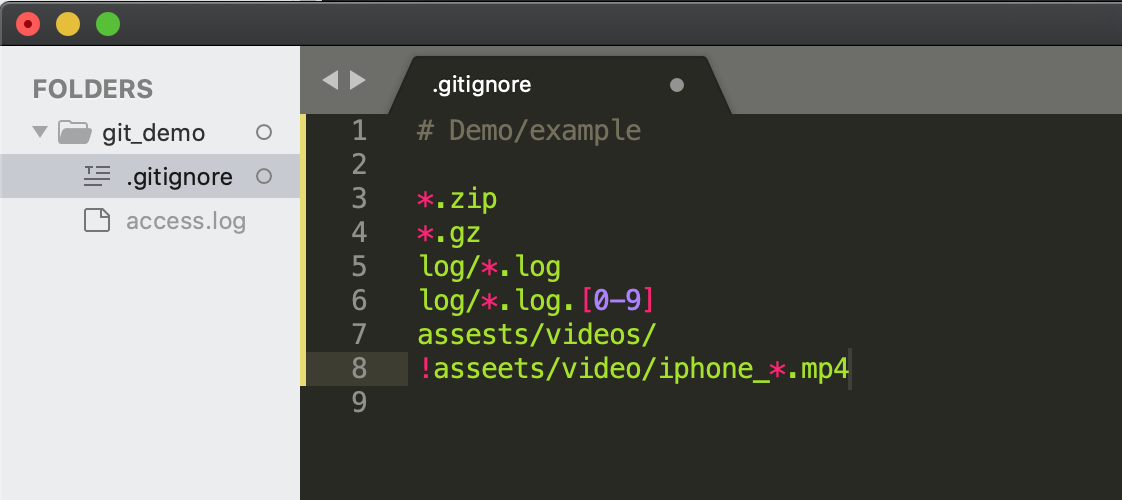 FOLDERS
git_demo
.gitignore
access.log
.gitignore
1 # Demo/example
2
3 *.zip
4 *.gz
5 log/*.log
6 log/*.log.[0-9]
7 assests/videos/
8 !asseets/video/iphone_*.mp4
9